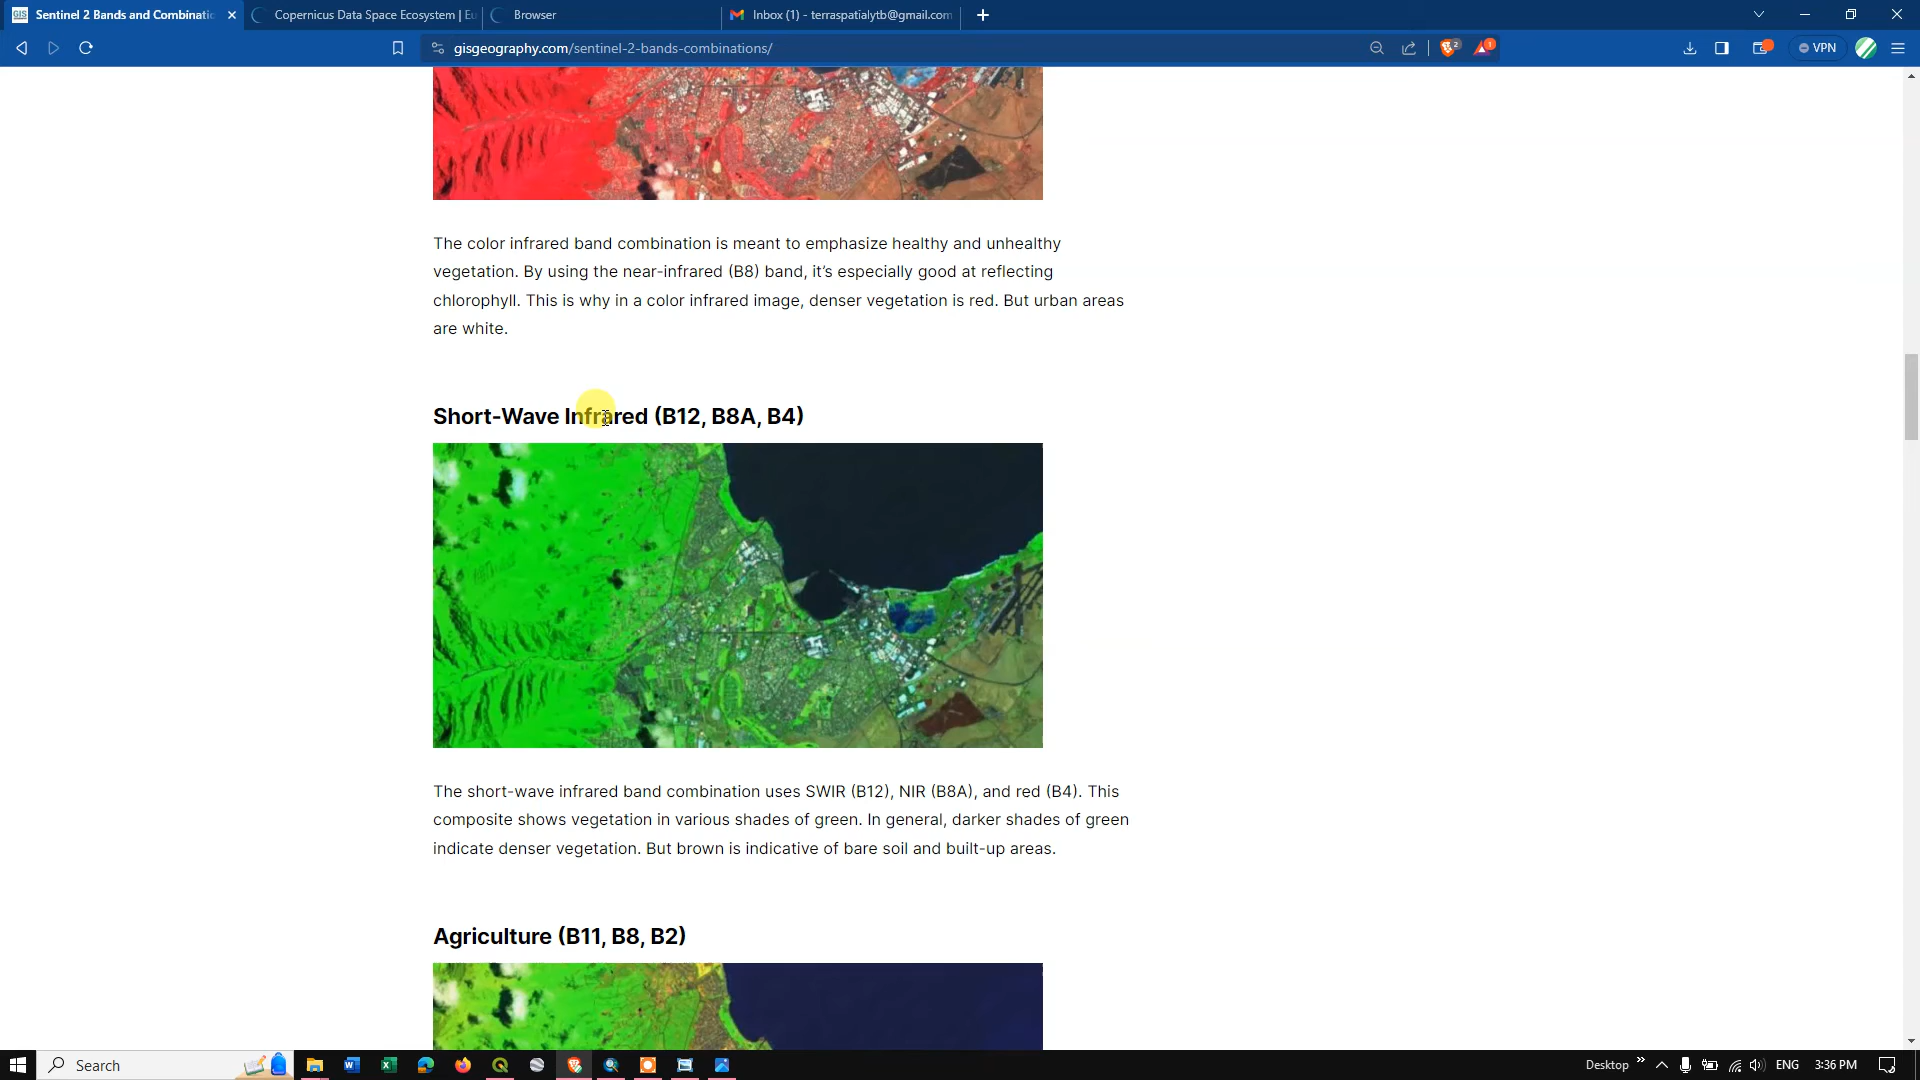 Sentinel 2 Bands and Combinatio
Copernicus Data Space Ecosystem | Eu
Browser
Inbox (1) - terraspatialytb@gmail.com
gisgeography.com/sentinel-2-bands-combinations/
2
1
VPN
The color infrared band combination is meant to emphasize healthy and unhealthy
vegetation. By using the near-infrared (B8) band, it’s especially good at reflecting
chlorophyll. This is why in a color infrared image, denser vegetation is red. But urban areas
are white.
Short-Wave Infrared (B12, B8A, B4)
The short-wave infrared band combination uses SWIR (B12), NIR (B8A), and red (B4). This
composite shows vegetation in various shades of green. In general, darker shades of green
indicate denser vegetation. But brown is indicative of bare soil and built-up areas.
Agriculture (B11, B8, B2)
Search
Desktop
ENG
3:36 PM